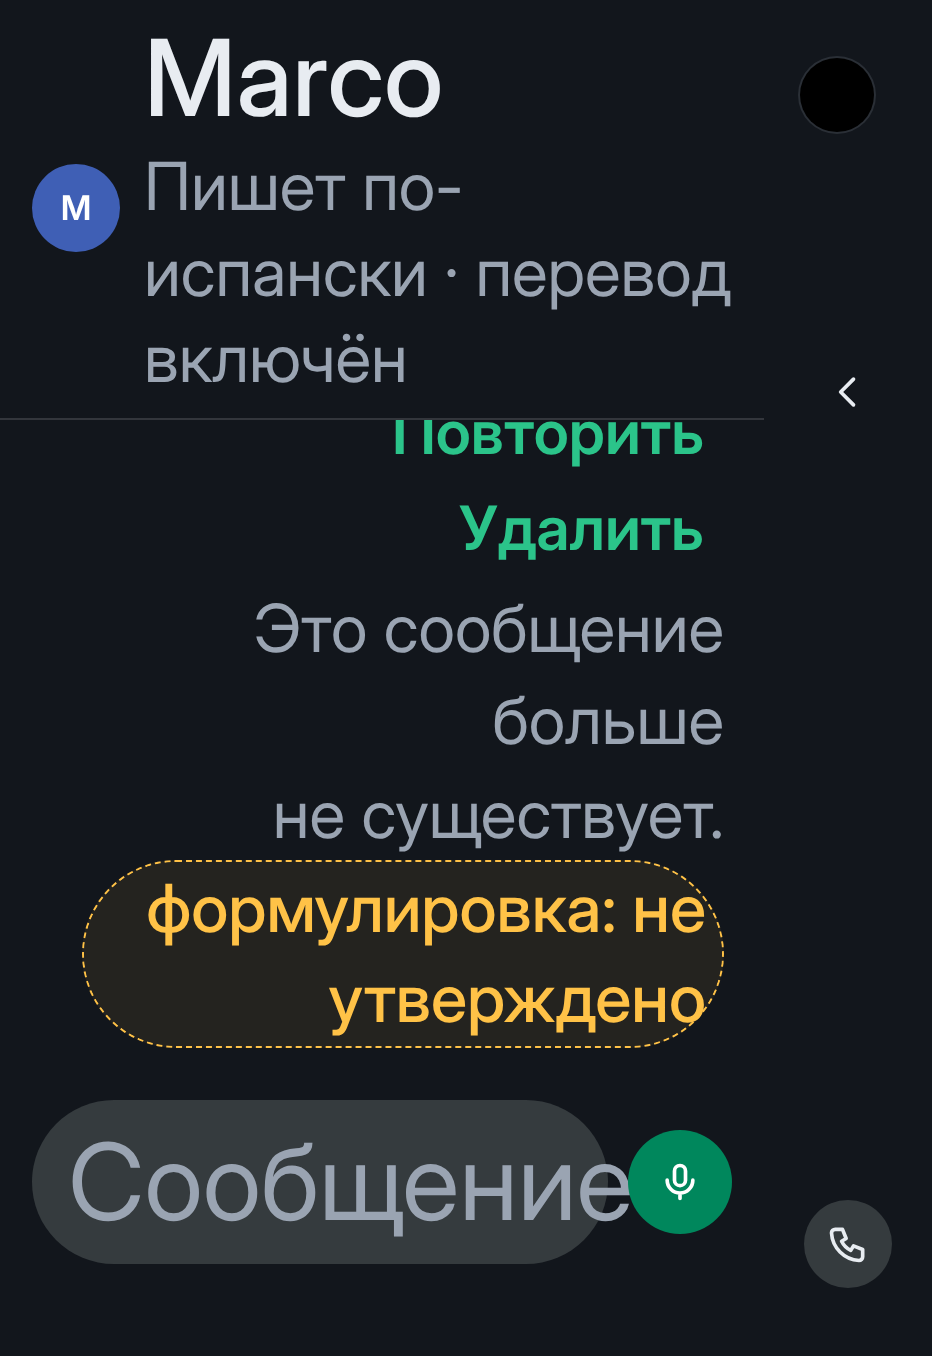 Marco
М
Пишет по-
испански · перевод
включён
Повторить
Удалить
Это сообщение
больше
не существует.
формулировка: не
утверждено
Сообщение